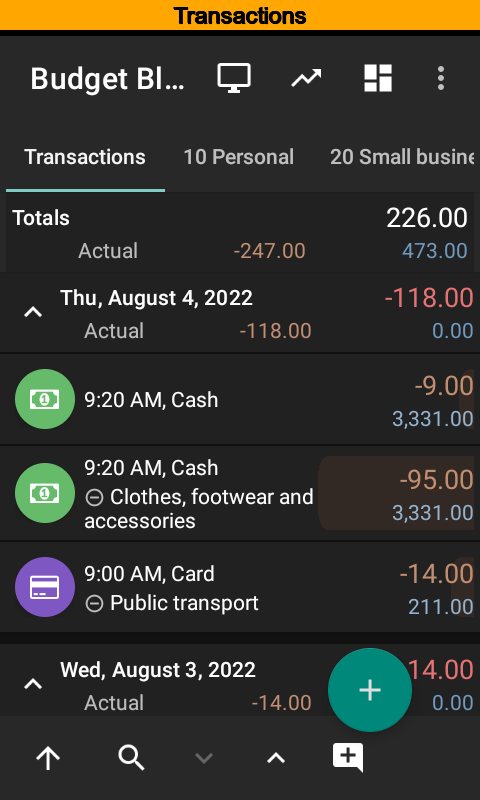 Transactions
Budget Bl...
Transactions 10 Personal 20 Small busine
Totals 226.00
Actual -247.00 473.00
Thu, August 4, 2022 -118.00
Actual -118.00 0.00
9:20 AM, Cash -9.00
3,331.00
9:20 AM, Cash -95.00
Clothes, footwear and 3,331.00
accessories
9:00 AM, Card -14.00
Public transport 211.00
Wed, August 3, 2022 14.00
Actual -14.00 0.00